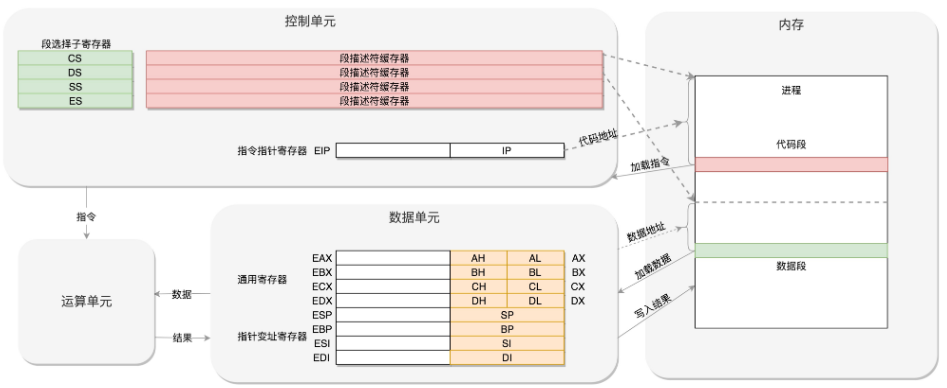 控制单元
内存
段选择子寄存器
CS 段描述符缓存器
DS 段描述符缓存器
SS 段描述符缓存器
ES 段描述符缓存器
进程
代码地址
指令指针寄存器 EIP IP
代码段
加载指令
指令
数据单元
数据地址
EAX AH AL AX
EBX BH BL BX
通用寄存器
ECX CH CL CX
EDX DH DL DX
加载数据
数据段
运算单元
数据
ESP SP
EBP BP
指针变址寄存器
ESI SI
EDI DI
写入结果
结果